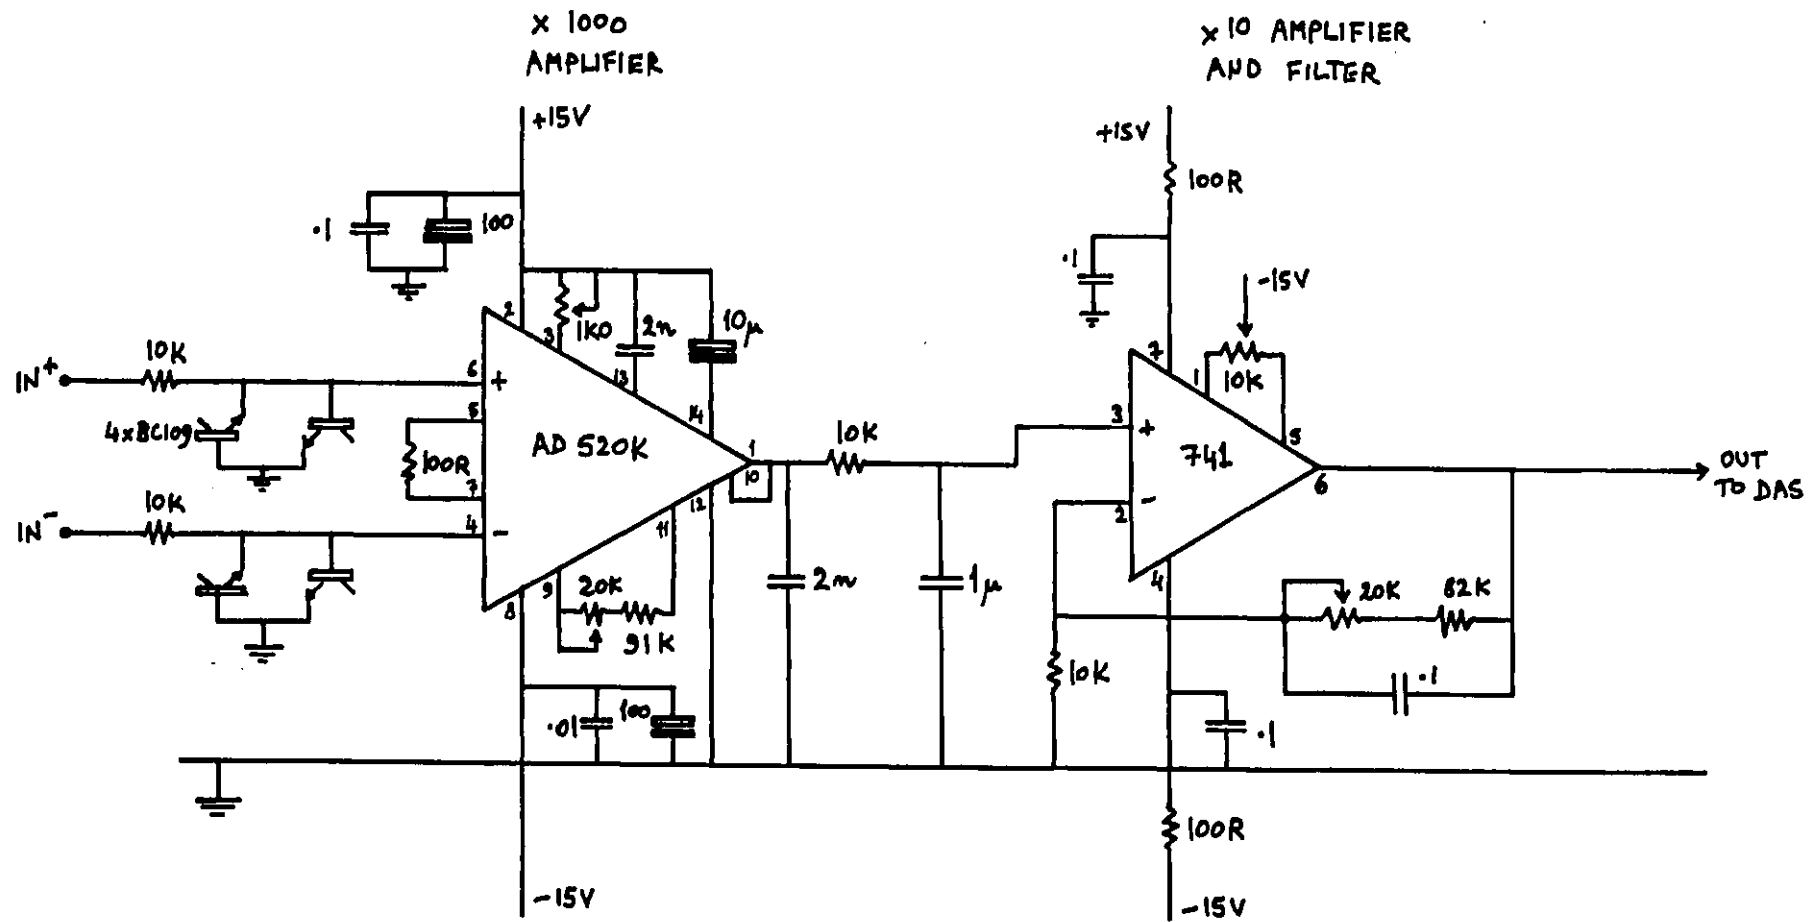 × 1000
AMPLIFIER
× 10 AMPLIFIER
AND FILTER
+15V
+15V
100R
.1
100
.1
-15V
2
3
1K0
2n
10µ
13
14
7
1
10K
5
IN+
10K
6
+
4×BC109
5
100R
7
AD 520K
1
10
10K
3
+
741
6
OUT
TO DAS
IN-
10K
4
-
12
11
2
-
8
9
20K
91K
2n
1µ
4
20K
82K
10K
.1
.01
100
.1
100R
-15V
-15V